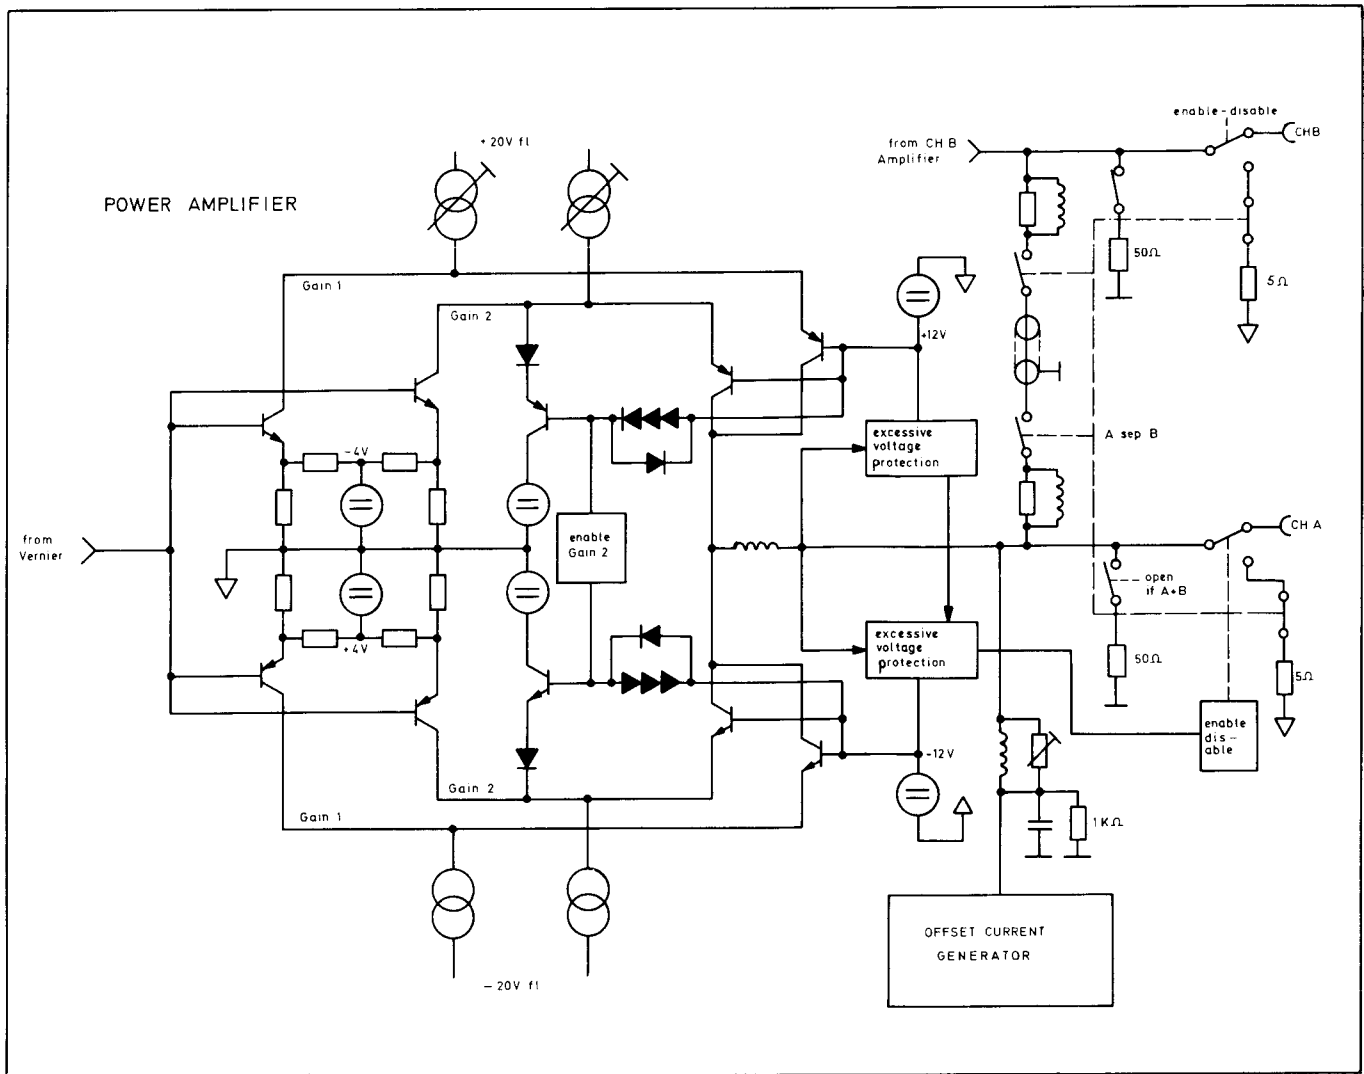 enable-disable
CHB
from CH B
Amplifier
+20V fl
POWER AMPLIFIER
50Ω
5Ω
Gain 1
Gain 2
+12V
A sep B
excessive
voltage
protection
-4V
from
Vernier
enable
Gain 2
CH A
open
if A+B
+4V
excessive
voltage
protection
50Ω
5Ω
enable
dis-
able
-12V
Gain 2
Gain 1
1KΩ
OFFSET CURRENT
GENERATOR
-20V fl